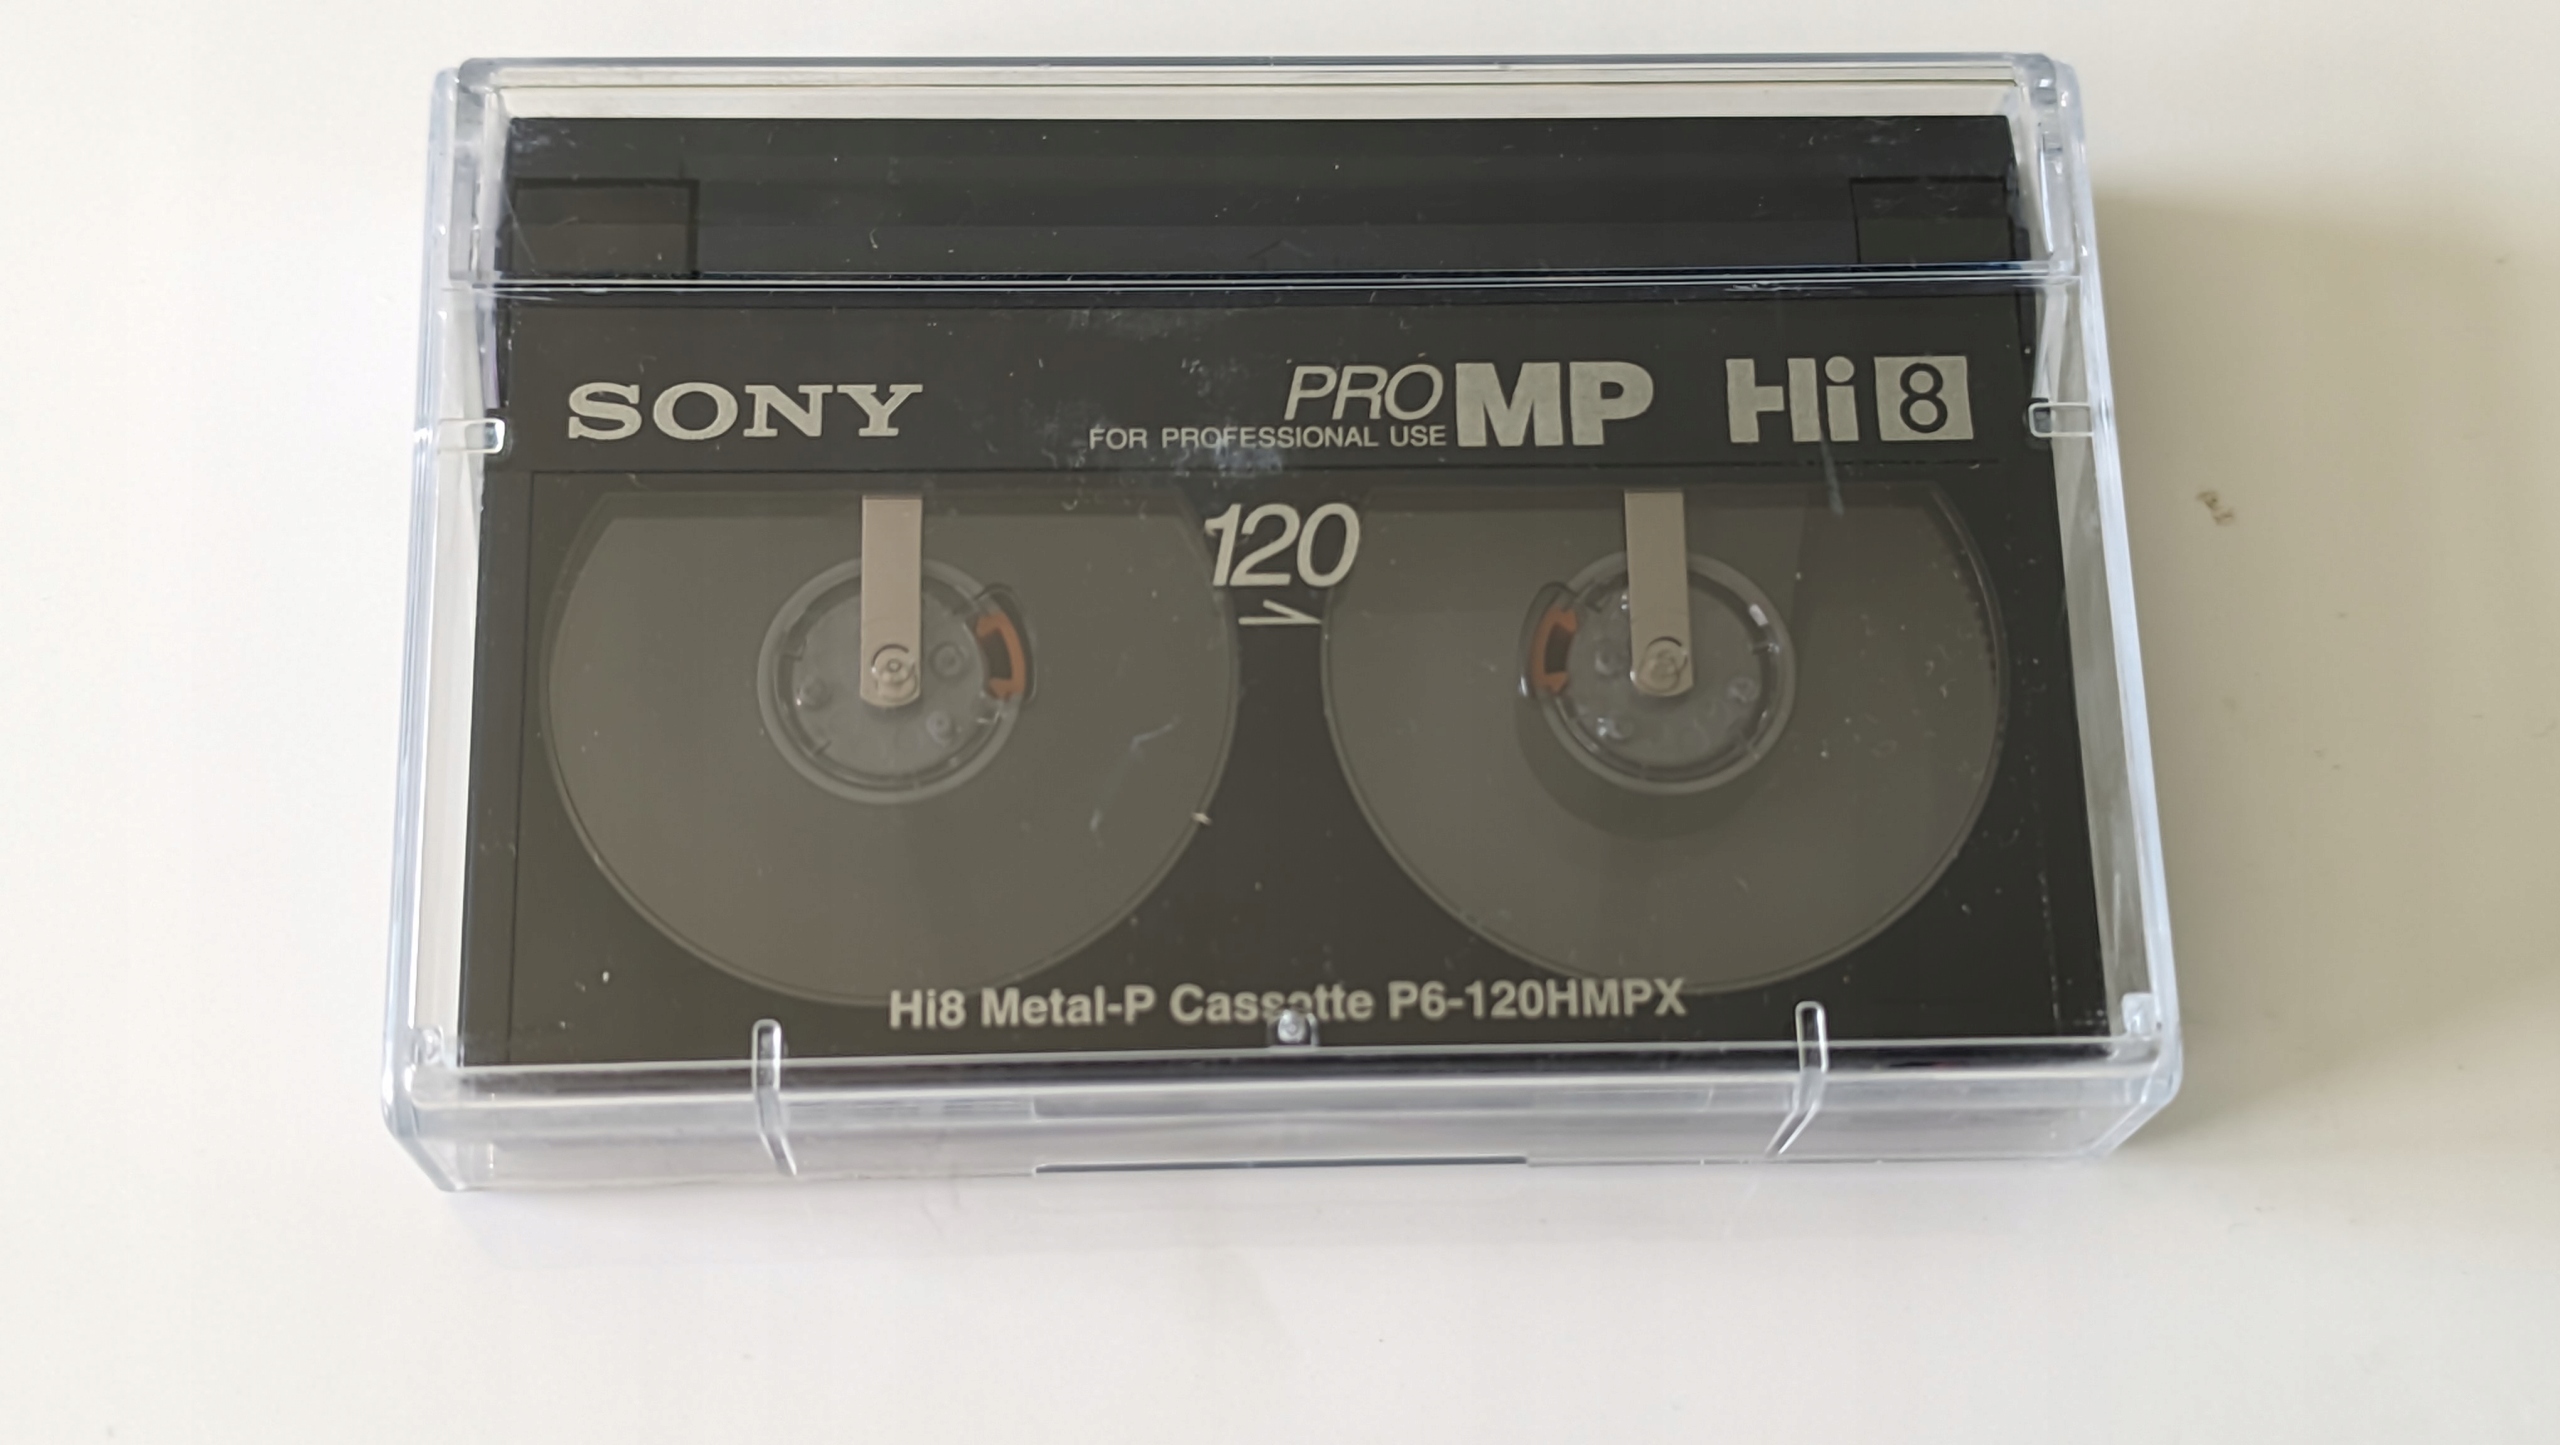 SONY
PRO MP Hi8
FOR PROFESSIONAL USE
120
Hi8 Metal-P Cassette P6-120HMPX